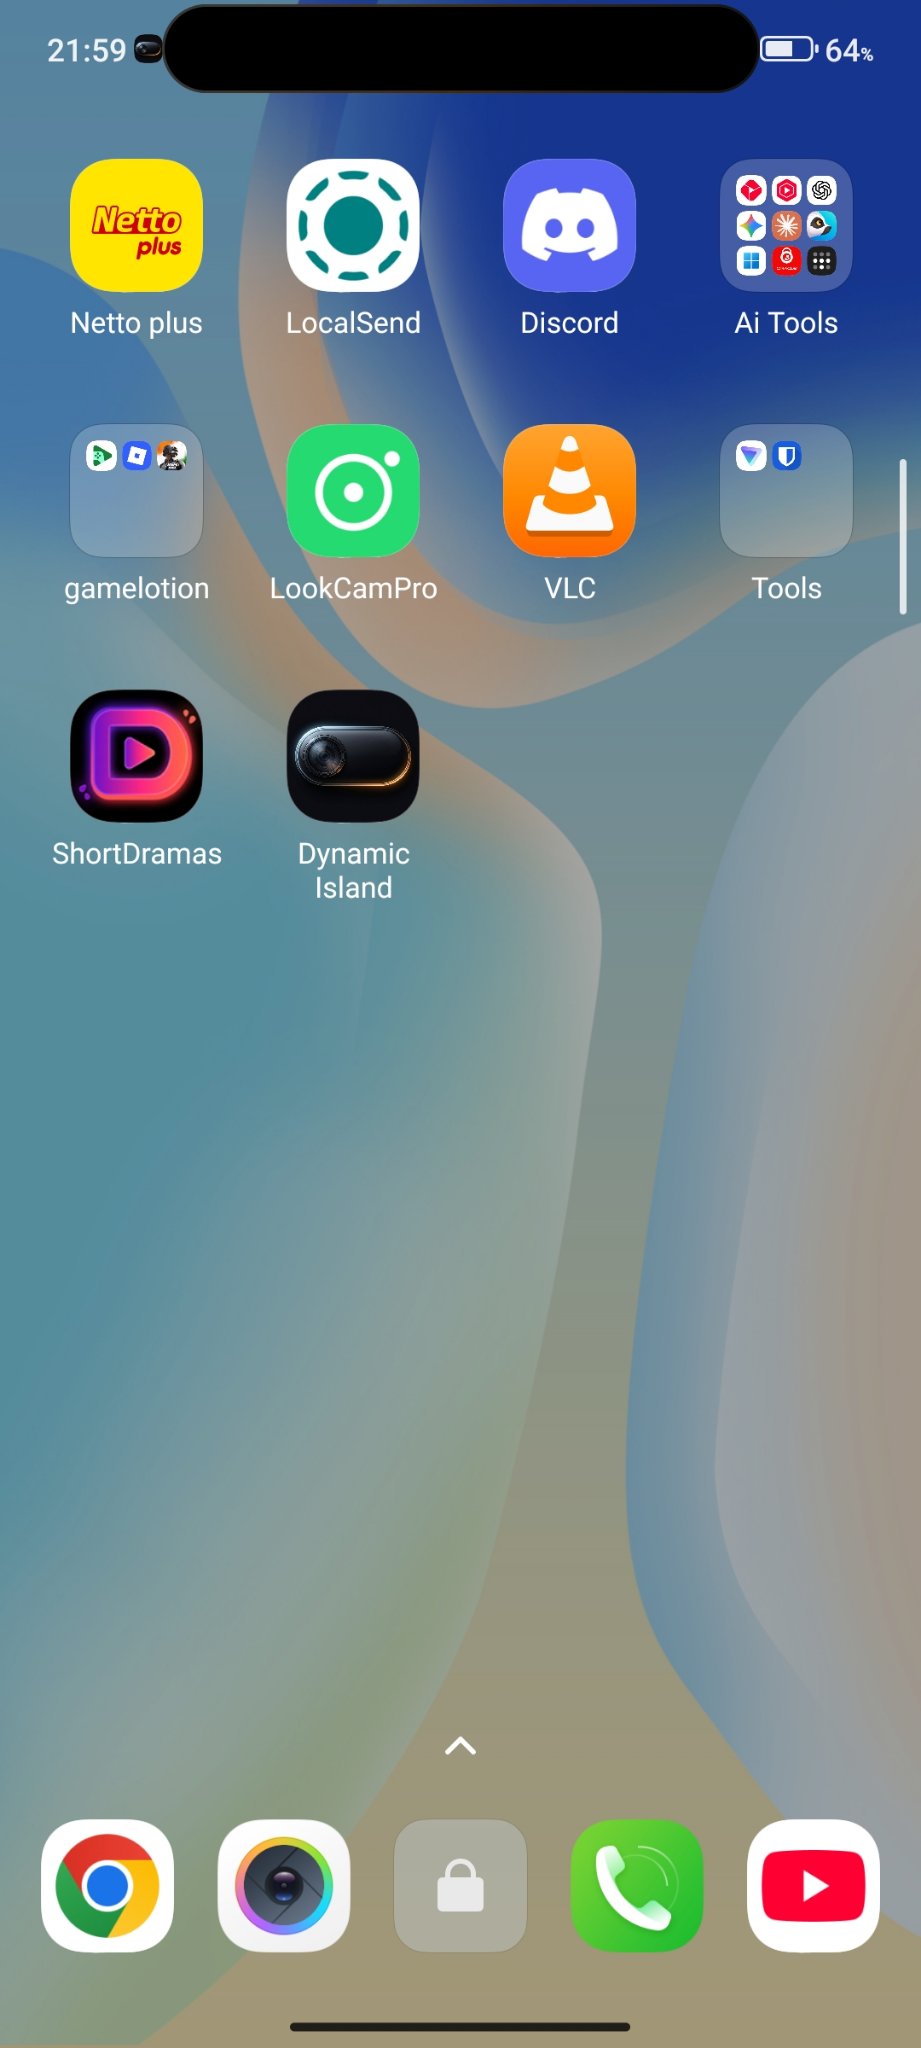 21:59
64%
Netto plus
Netto plus
LocalSend
Discord
Ai Tools
gamelotion
LookCamPro
VLC
Tools
ShortDramas
Dynamic Island